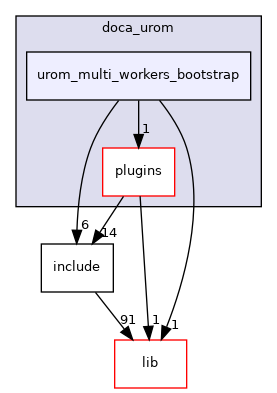 doca_urom
urom_multi_workers_bootstrap
1
plugins
6
14
include
91
1
1
lib